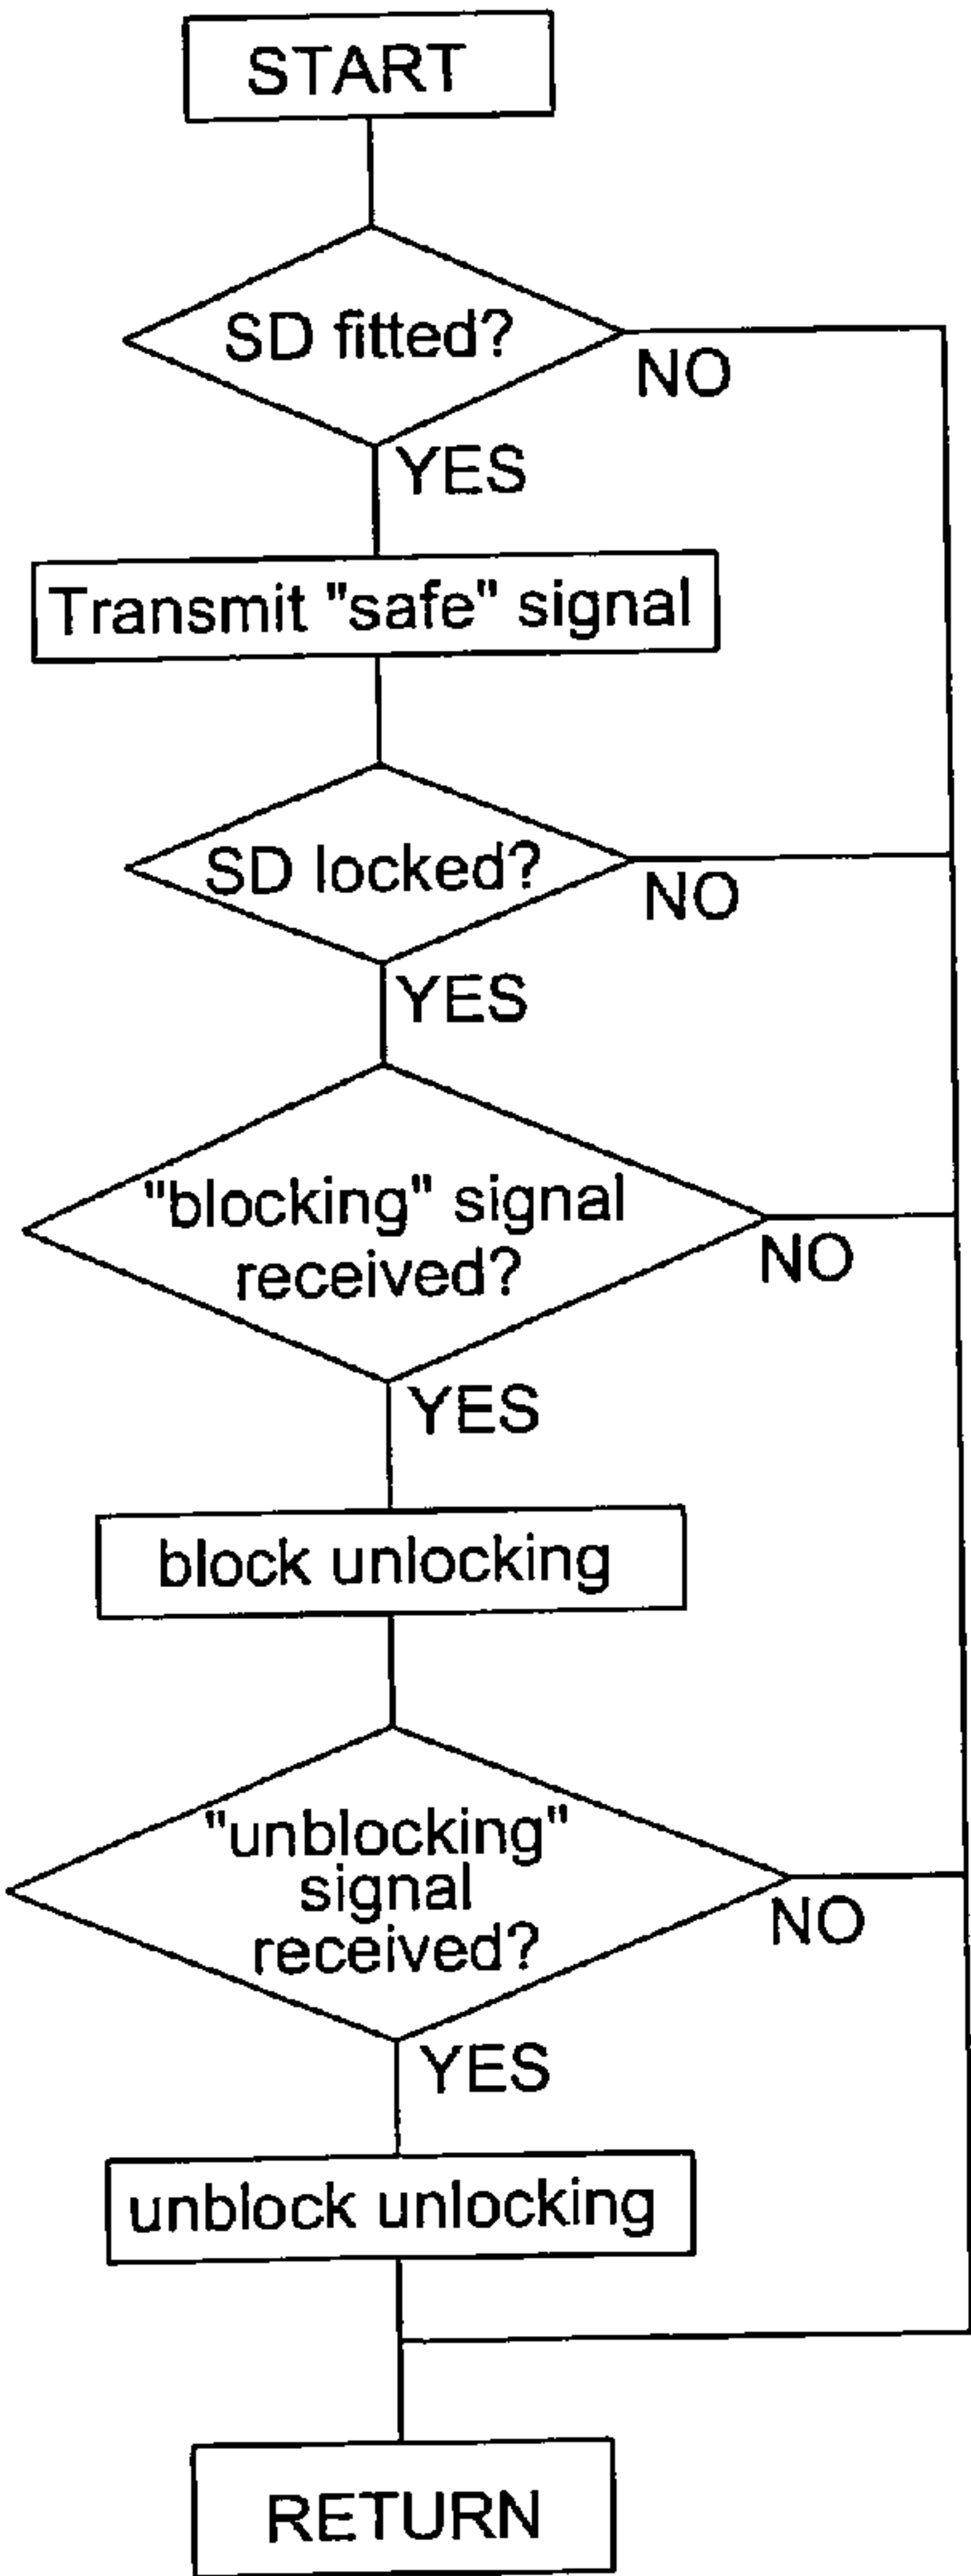 START
SD fitted?
NO
YES
Transmit "safe" signal
SD locked?
NO
YES
"blocking" signal
received?
NO
YES
block unlocking
"unblocking"
signal
received?
NO
YES
unblock unlocking
RETURN